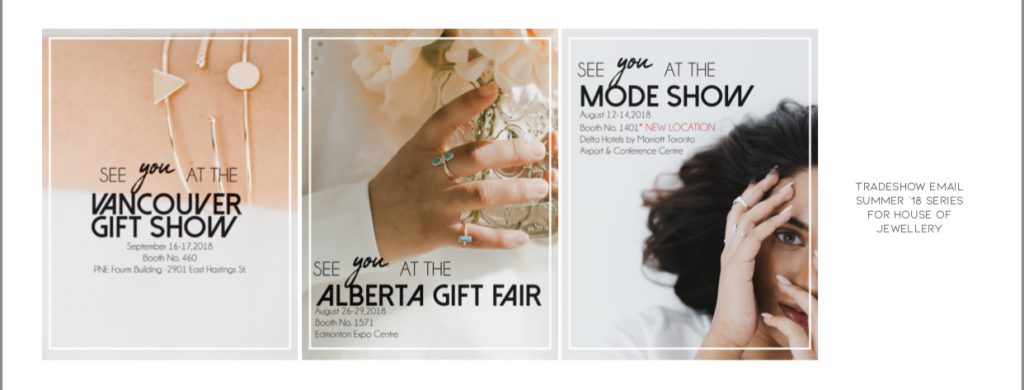 SEE you AT THE
VANCOUVER
GIFT SHOW
September 16-17,2018
Booth No. 460
PNE Fourm Building · 2901 East Hastings St
SEE you AT THE
ALBERTA GIFT FAIR
August 26-29,2018
Booth No. 1571
Edmonton Expo Centre
SEE you AT THE
MODE SHOW
August 12-14,2018
Booth No. 1401* NEW LOCATION
Delta Hotels by Marriott Toronto
Airport & Conference Centre
TRADESHOW EMAIL
SUMMER '18 SERIES
FOR HOUSE OF
JEWELLERY